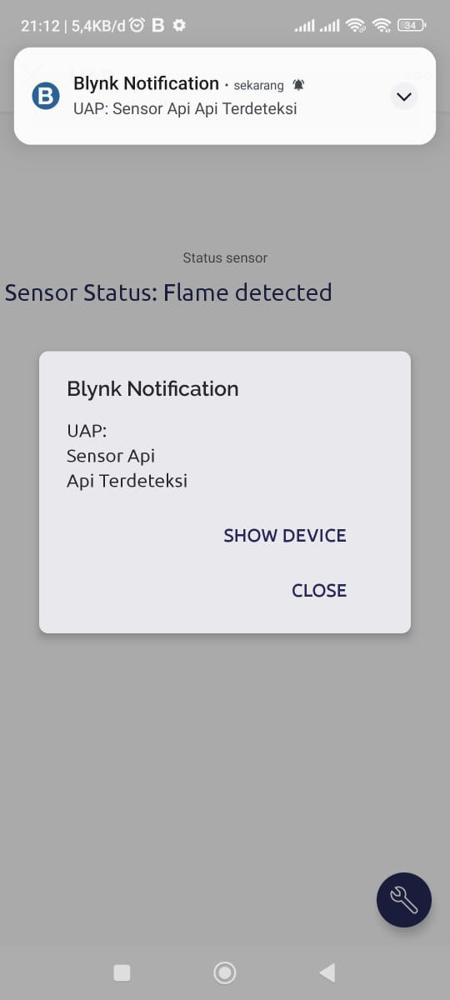 21:12 | 5,4KB/d B 34
B Blynk Notification • sekarang
UAP: Sensor Api Api Terdeteksi
Status sensor
Sensor Status: Flame detected
Blynk Notification
UAP:
Sensor Api
Api Terdeteksi
SHOW DEVICE
CLOSE